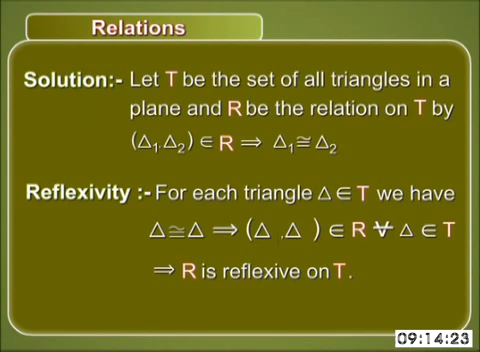 Relations
Solution:- Let T be the set of all triangles in a
plane and R be the relation on T by
(△₁,△₂) ∈ R ⇒ △₁≅△₂
Reflexivity :- For each triangle △∈ T we have
△≅△ ⇒ (△ ,△ ) ∈ R ∀ △ ∈ T
⇒ R is reflexive on T.
09:14:23